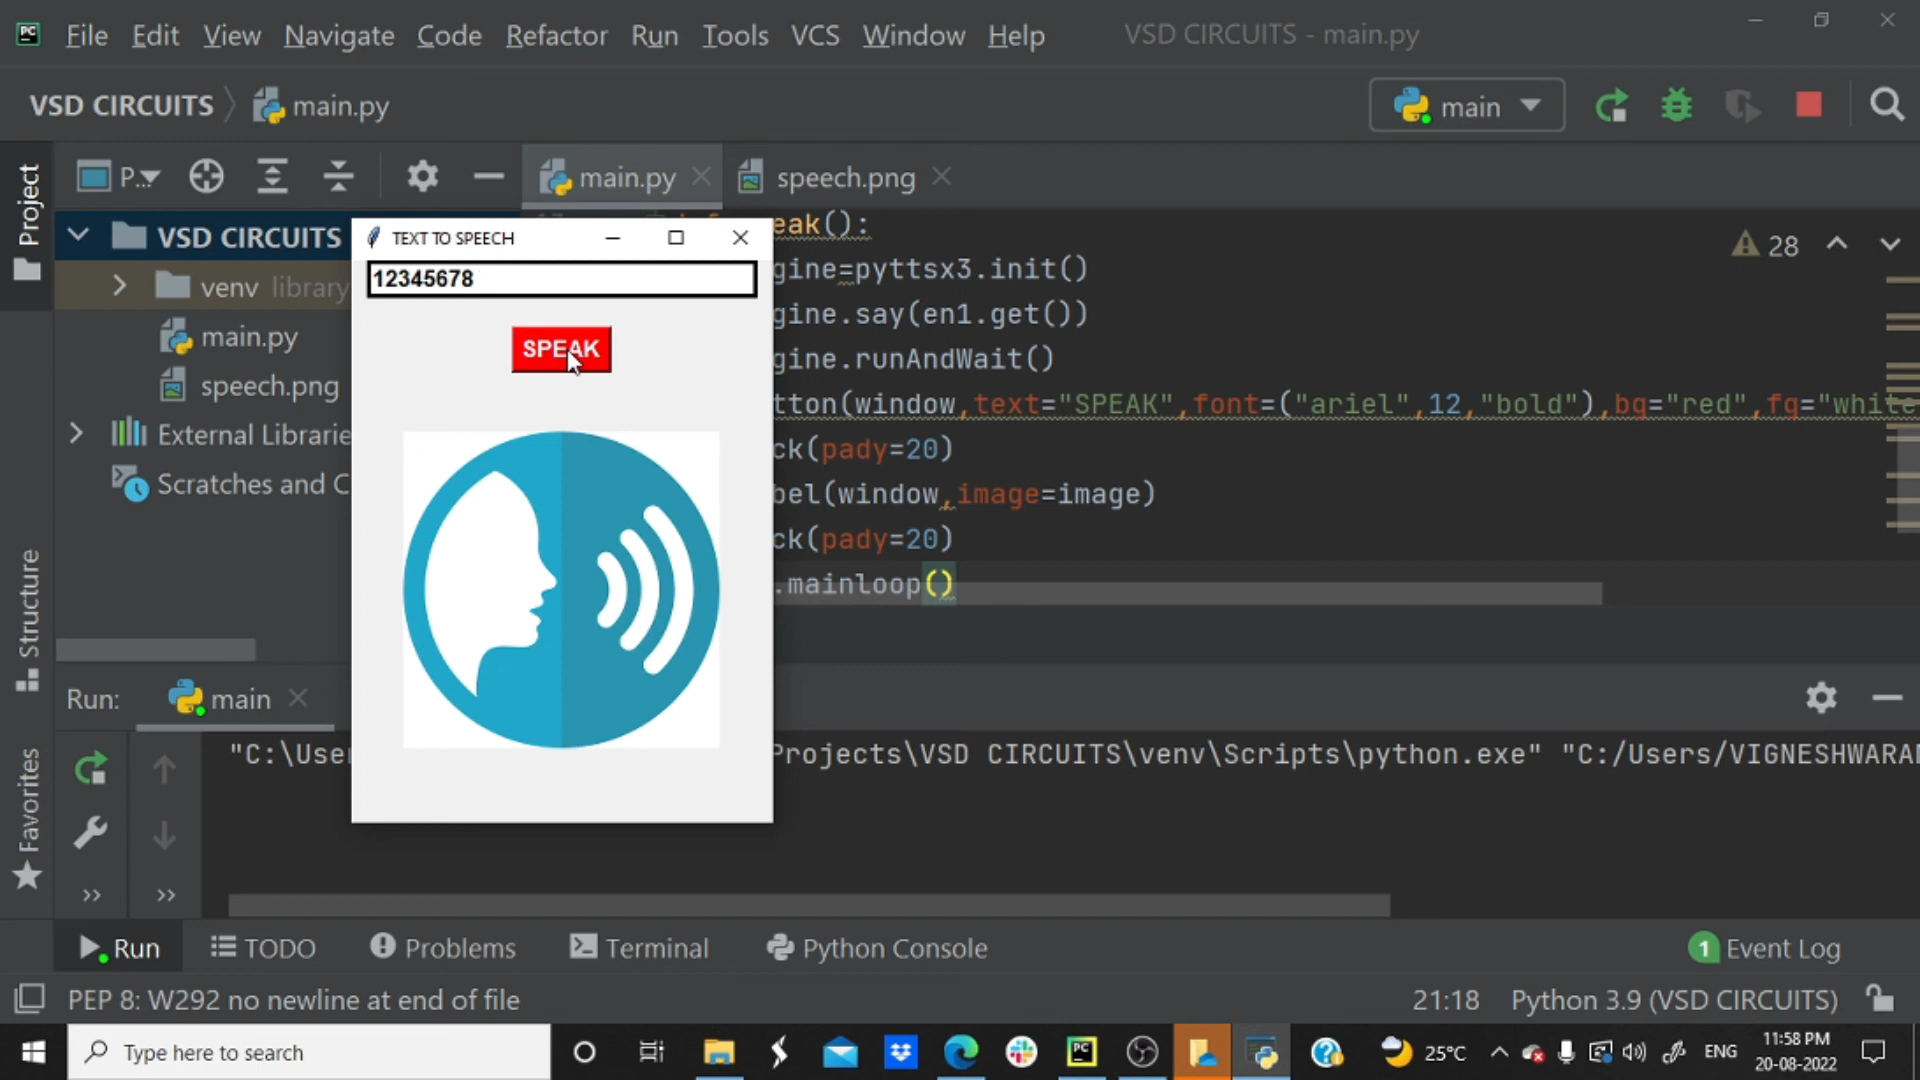 PC File Edit View Navigate Code Refactor Run Tools VCS Window Help VSD CIRCUITS - main.py
VSD CIRCUITS main.py main
Project P... main.py speech.png
VSD CIRCUITS
venv library
main.py
speech.png
External Librarie
Scratches and C
TEXT TO SPEECH
12345678
SPEAK
eak():
gine=pyttsx3.init()
gine.say(en1.get())
gine.runAndWait()
tton(window,text="SPEAK",font=("ariel",12,"bold"),bg="red",fg="white
ck(pady=20)
bel(window,image=image)
ck(pady=20)
.mainloop()
28
Structure
Favorites
Run: main
"C:\User Projects\VSD CIRCUITS\venv\Scripts\python.exe" "C:/Users/VIGNESHWARAN
Run TODO Problems Terminal Python Console 1 Event Log
PEP 8: W292 no newline at end of file 21:18 Python 3.9 (VSD CIRCUITS)
Type here to search PC 25°C ENG 11:58 PM
20-08-2022